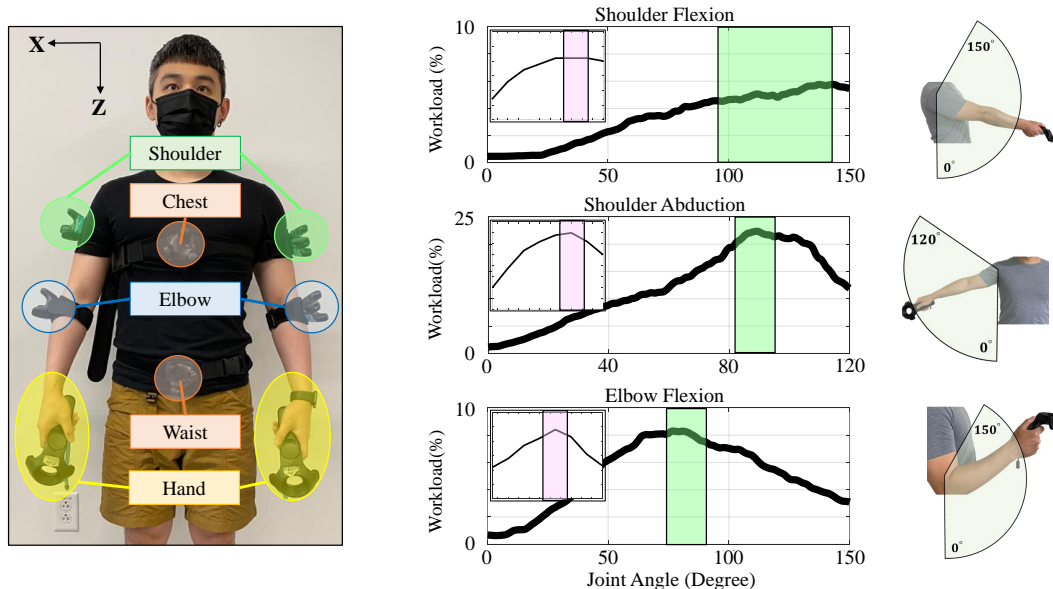 X
Z
Shoulder
Chest
Elbow
Waist
Hand
Shoulder Flexion
Workload (%)
10
0
0
50
100
150
150°
0°
Shoulder Abduction
Workload(%)
25
0
0
40
80
120
120°
0°
Elbow Flexion
Workload(%)
10
0
0
50
100
150
Joint Angle (Degree)
150°
0°